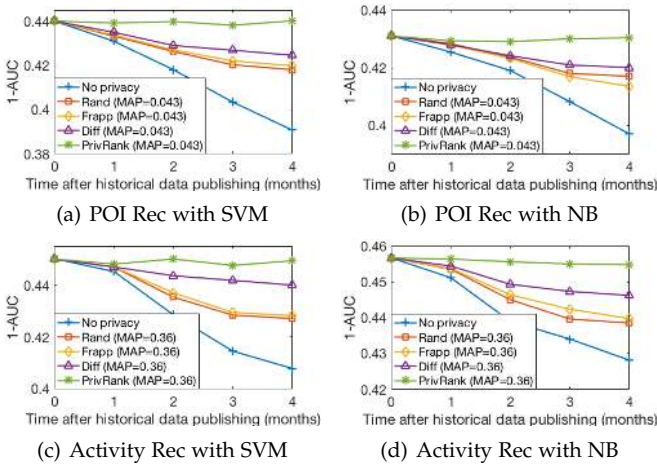 0.44
0.42
0.4
0.38
1-AUC
No privacy
Rand (MAP=0.043)
Frapp (MAP=0.043)
Diff (MAP=0.043)
PrivRank (MAP=0.043)
0 1 2 3 4
Time after historical data publishing (months)
(a) POI Rec with SVM
0.44
0.42
0.4
1-AUC
No privacy
Rand (MAP=0.043)
Frapp (MAP=0.043)
Diff (MAP=0.043)
PrivRank (MAP=0.043)
0 1 2 3 4
Time after historical data publishing (months)
(b) POI Rec with NB
0.44
0.42
0.4
1-AUC
No privacy
Rand (MAP=0.36)
Frapp (MAP=0.36)
Diff (MAP=0.36)
PrivRank (MAP=0.36)
0 1 2 3 4
Time after historical data publishing (months)
(c) Activity Rec with SVM
0.46
0.45
0.44
0.43
0.42
1-AUC
No privacy
Rand (MAP=0.36)
Frapp (MAP=0.36)
Diff (MAP=0.36)
PrivRank (MAP=0.36)
0 1 2 3 4
Time after historical data publishing (months)
(d) Activity Rec with NB